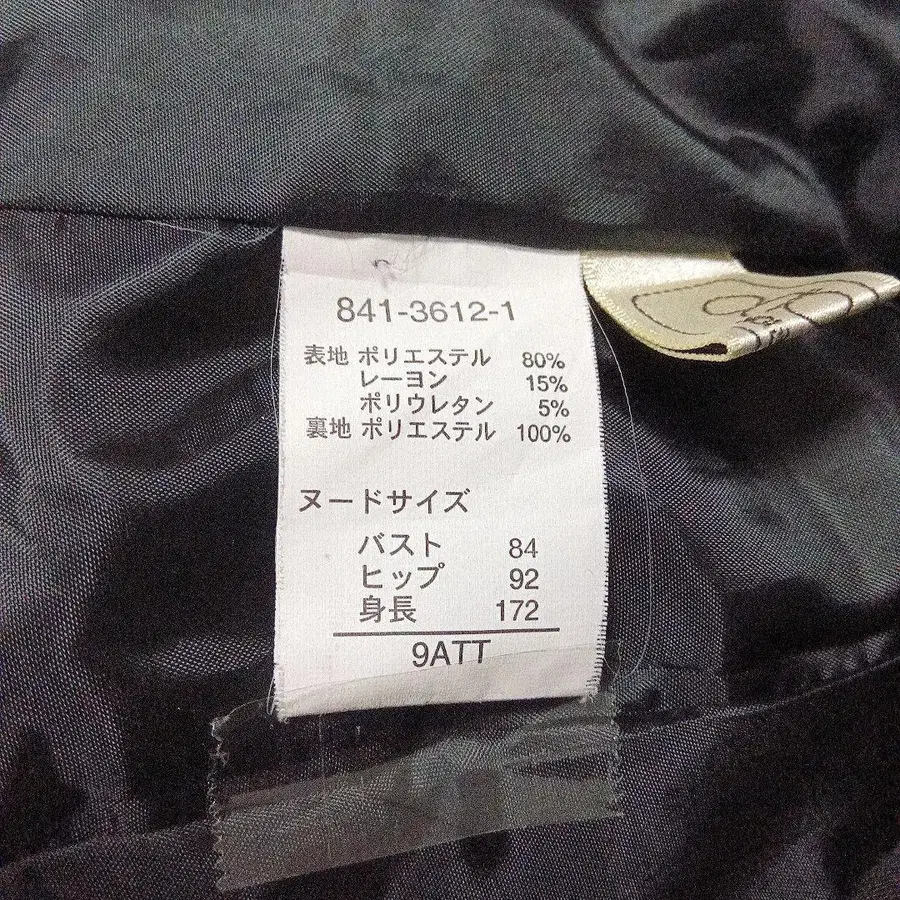 841-3612-1
表地 ポリエステル 80%
レーヨン 15%
ポリウレタン 5%
裏地 ポリエステル 100%
ヌードサイズ
バスト 84
ヒップ 92
身長 172
9ATT